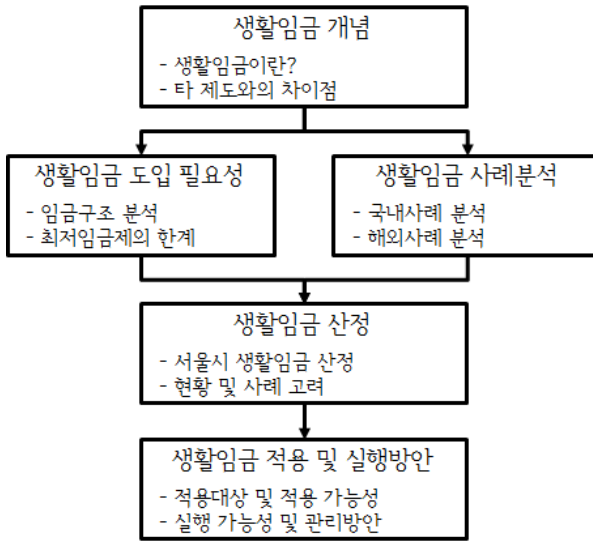 생활임금 개념
- 생활임금이란?
- 타 제도와의 차이점
생활임금 도입 필요성
- 임금구조 분석
- 최저임금제의 한계
생활임금 사례분석
- 국내사례 분석
- 해외사례 분석
생활임금 산정
- 서울시 생활임금 산정
- 현황 및 사례 고려
생활임금 적용 및 실행방안
- 적용대상 및 적용 가능성
- 실행 가능성 및 관리방안